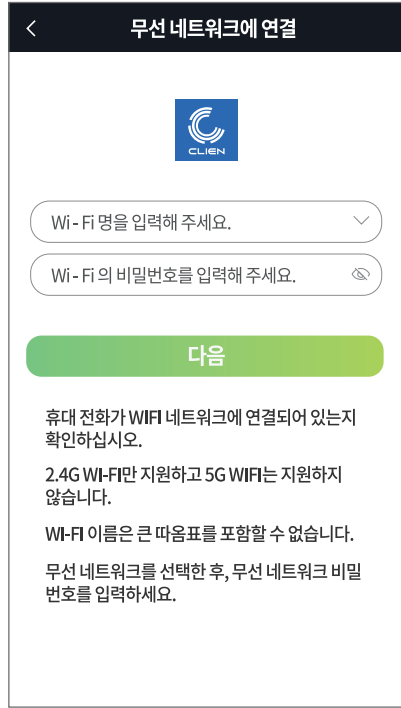 무선 네트워크에 연결
CLIEN
Wi-Fi 명을 입력해 주세요.
Wi-Fi 의 비밀번호를 입력해 주세요.
다음
휴대 전화가 WIFI 네트워크에 연결되어 있는지
확인하십시오.
2.4G WI-FI만 지원하고 5G WIFI는 지원하지
않습니다.
WI-FI 이름은 큰 따옴표를 포함할 수 없습니다.
무선 네트워크를 선택한 후, 무선 네트워크 비밀
번호를 입력하세요.